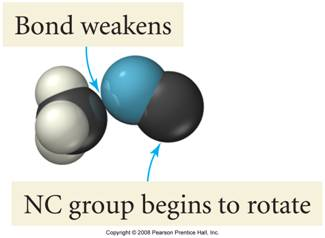 Bond weakens
NC group begins to rotate
Copyright © 2008 Pearson Prentice Hall, Inc.